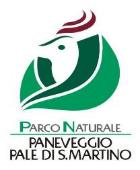 PARCO NATURALE
PANEVEGGIO
PALE DI S.MARTINO